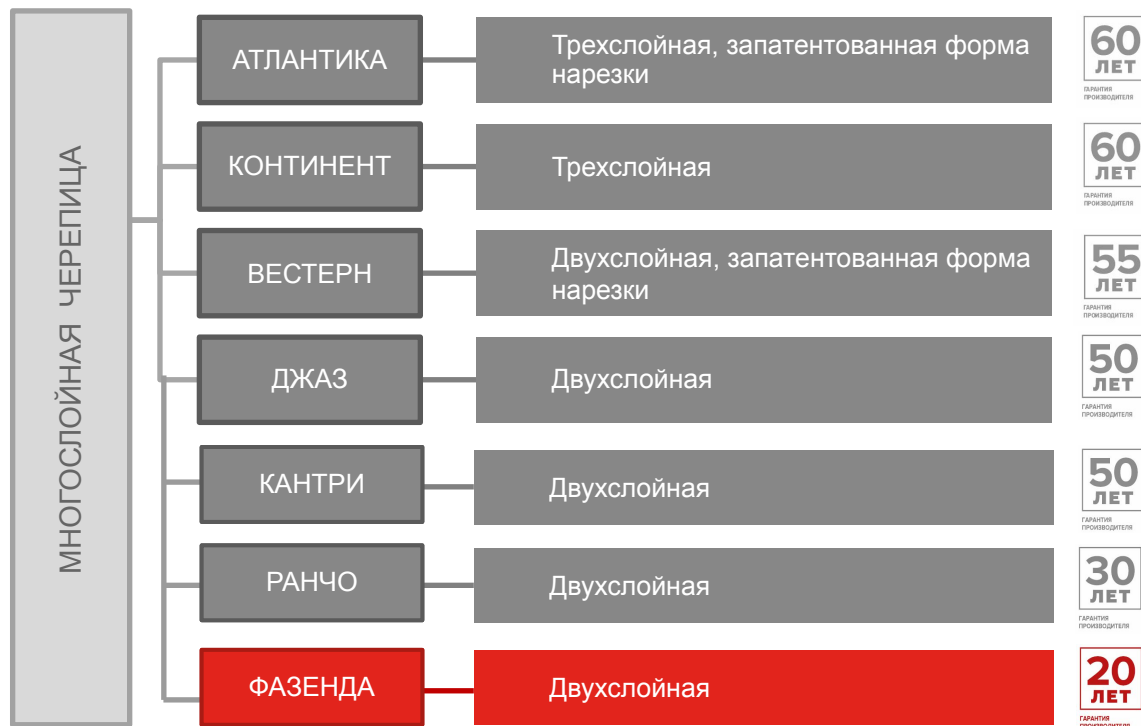 МНОГОСЛОЙНАЯ ЧЕРЕПИЦА
АТЛАНТИКА
Трехслойная, запатентованная форма
нарезки
60
ЛЕТ
ГАРАНТИЯ
ПРОИЗВОДИТЕЛЯ
КОНТИНЕНТ
Трехслойная
60
ЛЕТ
ГАРАНТИЯ
ПРОИЗВОДИТЕЛЯ
ВЕСТЕРН
Двухслойная, запатентованная форма
нарезки
55
ЛЕТ
ГАРАНТИЯ
ПРОИЗВОДИТЕЛЯ
ДЖАЗ
Двухслойная
50
ЛЕТ
ГАРАНТИЯ
ПРОИЗВОДИТЕЛЯ
КАНТРИ
Двухслойная
50
ЛЕТ
ГАРАНТИЯ
ПРОИЗВОДИТЕЛЯ
РАНЧО
Двухслойная
30
ЛЕТ
ГАРАНТИЯ
ПРОИЗВОДИТЕЛЯ
ФАЗЕНДА
Двухслойная
20
ЛЕТ
ГАРАНТИЯ
ПРОИЗВОДИТЕЛЯ